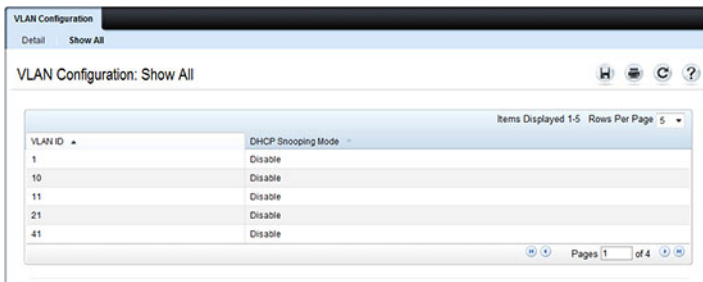 VLAN Configuration
Detail Show All
VLAN Configuration: Show All
?
Items Displayed 1-5 Rows Per Page 5
VLAN ID DHCP Snooping Mode
1 Disable
10 Disable
11 Disable
21 Disable
41 Disable
Pages 1 of 4